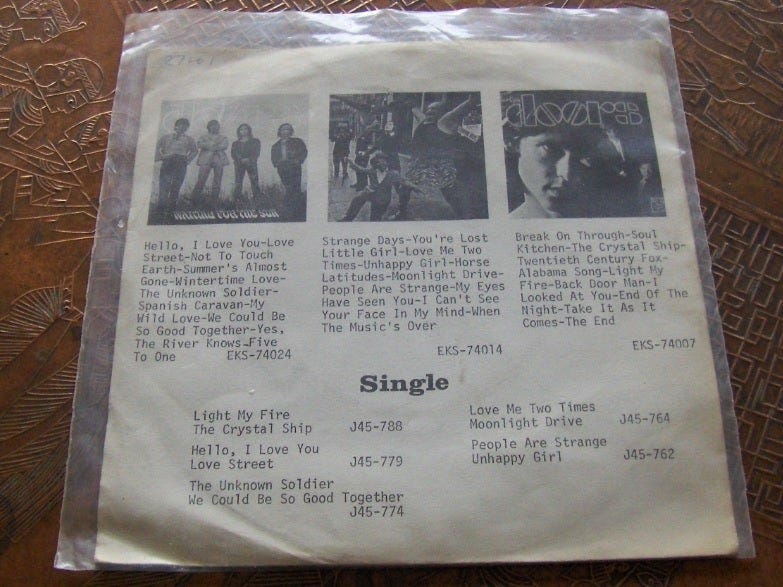 27001
WAITING FOR THE SUN
doors
Hello, I Love You-Love
Street-Not To Touch
Earth-Summer's Almost
Gone-Wintertime Love-
The Unknown Soldier-
Spanish Caravan-My
Wild Love-We Could Be
So Good Together-Yes,
The River Knows-Five
To One EKS-74024
Strange Days-You're Lost
Little Girl-Love Me Two
Times-Unhappy Girl-Horse
Latitudes-Moonlight Drive-
People Are Strange-My Eyes
Have Seen You-I Can't See
Your Face In My Mind-When
The Music's Over
EKS-74014
Break On Through-Soul
Kitchen-The Crystal Ship-
Twentieth Century Fox-
Alabama Song-Light My
Fire-Back Door Man-I
Looked At You-End Of The
Night-Take It As It
Comes-The End
EKS-74007
Single
Light My Fire
The Crystal Ship J45-788
Hello, I Love You
Love Street J45-779
The Unknown Soldier
We Could Be So Good Together
J45-774
Love Me Two Times
Moonlight Drive J45-764
People Are Strange
Unhappy Girl J45-762